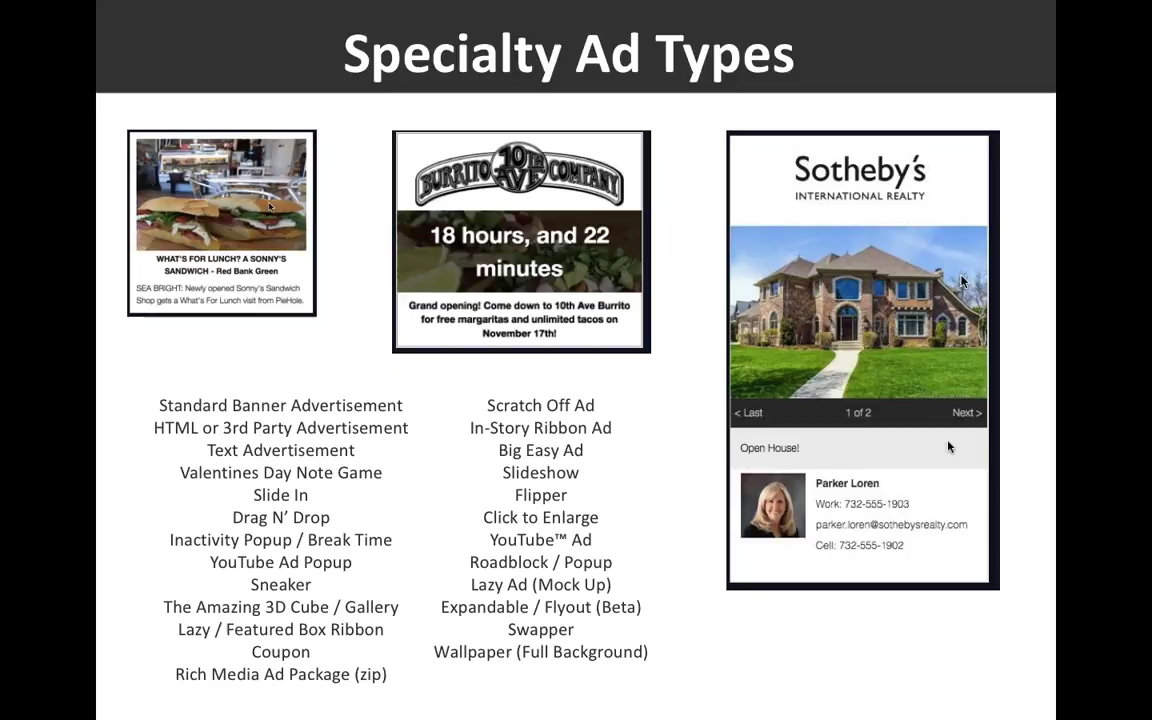 Specialty Ad Types
WHAT'S FOR LUNCH? A SONNY'S
SANDWICH - Red Bank Green
SEA BRIGHT: Newly opened Sonny's Sandwich
Shop gets a What's For Lunch visit from PieHole.
BURRITO 10TH AVE COMPANY
18 hours, and 22
minutes
Grand opening! Come down to 10th Ave Burrito
for free margaritas and unlimited tacos on
November 17th!
Sotheby's
INTERNATIONAL REALTY
< Last 1 of 2 Next >
Open House!
Parker Loren
Work: 732-555-1903
parker.loren@sothebysrealty.com
Cell: 732-555-1902
Standard Banner Advertisement
HTML or 3rd Party Advertisement
Text Advertisement
Valentines Day Note Game
Slide In
Drag N’ Drop
Inactivity Popup / Break Time
YouTube Ad Popup
Sneaker
The Amazing 3D Cube / Gallery
Lazy / Featured Box Ribbon
Coupon
Rich Media Ad Package (zip)
Scratch Off Ad
In-Story Ribbon Ad
Big Easy Ad
Slideshow
Flipper
Click to Enlarge
YouTube™ Ad
Roadblock / Popup
Lazy Ad (Mock Up)
Expandable / Flyout (Beta)
Swapper
Wallpaper (Full Background)